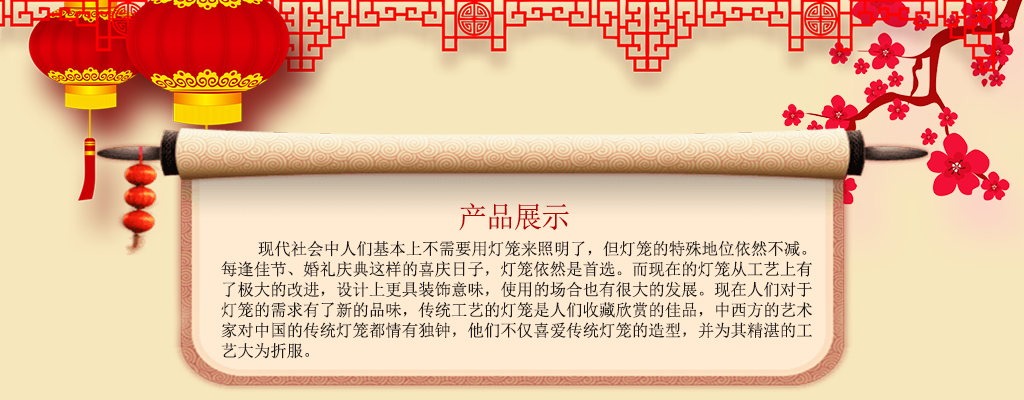 产品展示
现代社会中人们基本上不需要用灯笼来照明了，但灯笼的特殊地位依然不减。
每逢佳节、婚礼庆典这样的喜庆日子，灯笼依然是首选。而现在的灯笼从工艺上有
了极大的改进，设计上更具装饰意味，使用的场合也有很大的发展。现在人们对于
灯笼的需求有了新的品味，传统工艺的灯笼是人们收藏欣赏的佳品，中西方的艺术
家对中国的传统灯笼都情有独钟，他们不仅喜爱传统灯笼的造型，并为其精湛的工
艺大为折服。